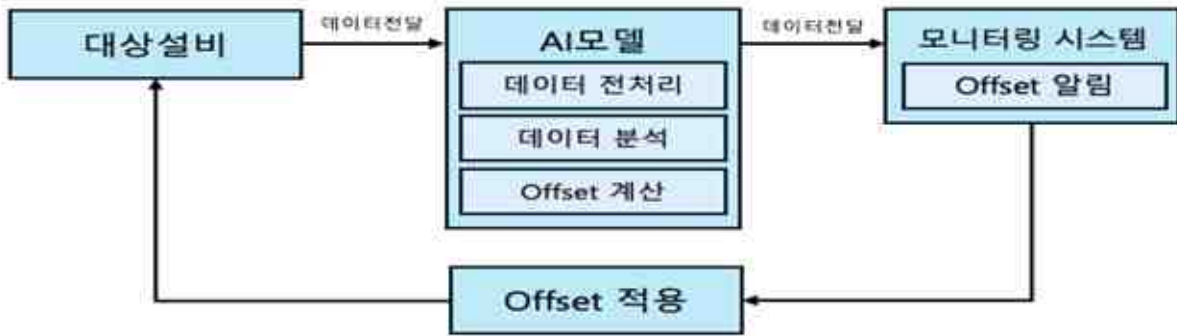 대상설비
데이터전달
AI모델
데이터 전처리
데이터 분석
Offset 계산
데이터전달
모니터링 시스템
Offset 알림
Offset 적용